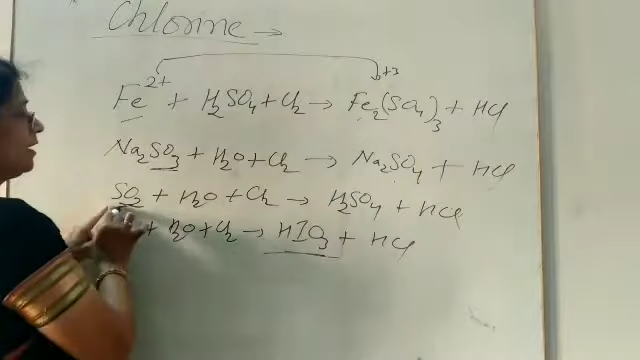 Chlorine →
+3
Fe²⁺ + H₂SO₄ + Cl₂ → Fe₂(SO₄)₃ + HCl
Na₂SO₃ + H₂O + Cl₂ → Na₂SO₄ + HCl
SO₂ + H₂O + Cl₂ → H₂SO₄ + HCl
+ H₂O + Cl₂ → HIO₃ + HCl